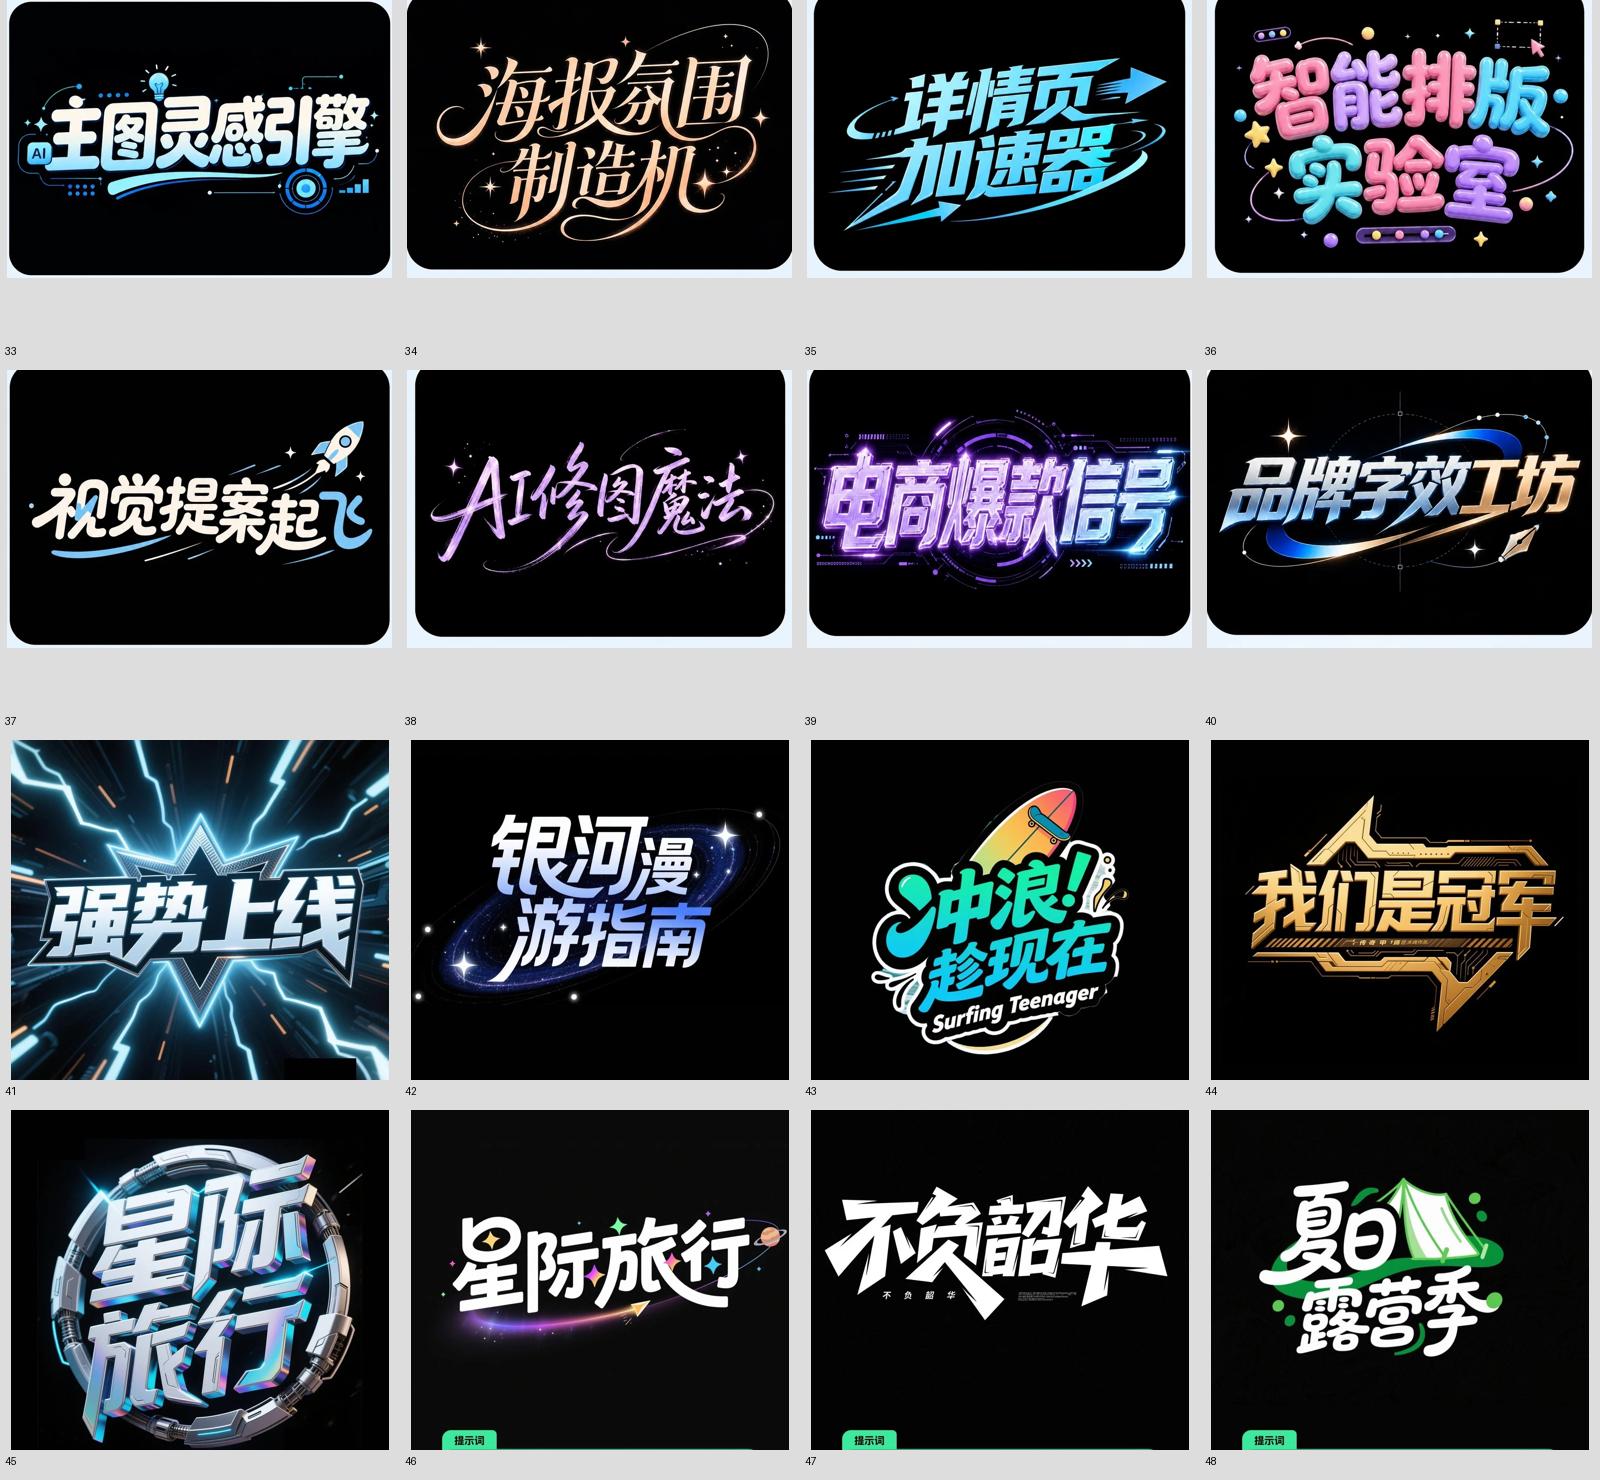 AI
主图灵感引擎
海报氛围
制造机
详情页
加速器
智能排版
实验室
33
34
35
36
视觉提案起飞
AI修图魔法
电商爆款信号
品牌字效工坊
37
38
39
40
强势上线
银河漫
游指南
冲浪!
趁现在
Surfing Teenager
我们是冠军
41
42
43
44
星际
旅行
星际旅行
不负韶华
不负韶华
夏日
露营季
提示词
提示词
提示词
45
46
47
48